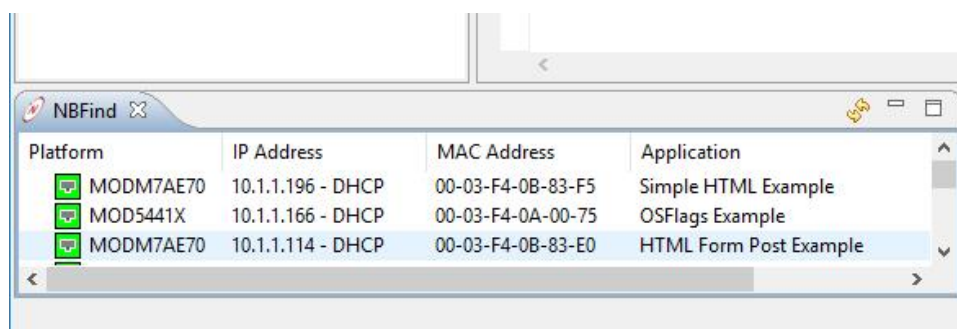 NBFind
Platform IP Address MAC Address Application
MODM7AE70 10.1.1.196 - DHCP 00-03-F4-0B-83-F5 Simple HTML Example
MOD5441X 10.1.1.166 - DHCP 00-03-F4-0A-00-75 OSFlags Example
MODM7AE70 10.1.1.114 - DHCP 00-03-F4-0B-83-E0 HTML Form Post Example